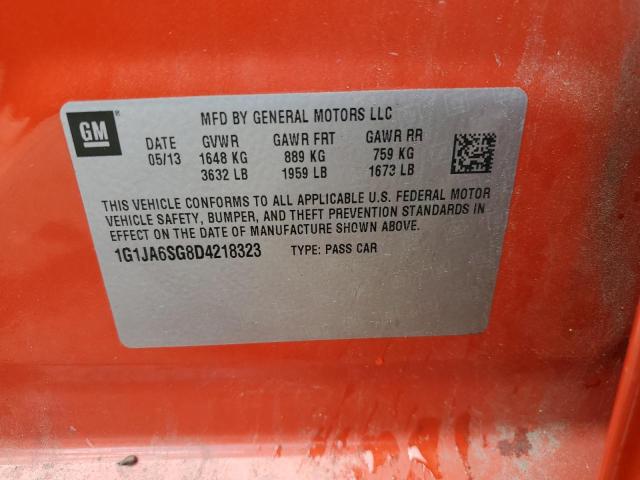 GM
MFD BY GENERAL MOTORS LLC
DATE GVWR GAWR FRT GAWR RR
05/13 1648 KG 889 KG 759 KG
3632 LB 1959 LB 1673 LB
THIS VEHICLE CONFORMS TO ALL APPLICABLE U.S. FEDERAL MOTOR
VEHICLE SAFETY, BUMPER, AND THEFT PREVENTION STANDARDS IN
EFFECT ON THE DATE OF MANUFACTURE SHOWN ABOVE.
1G1JA6SG8D4218323 TYPE: PASS CAR